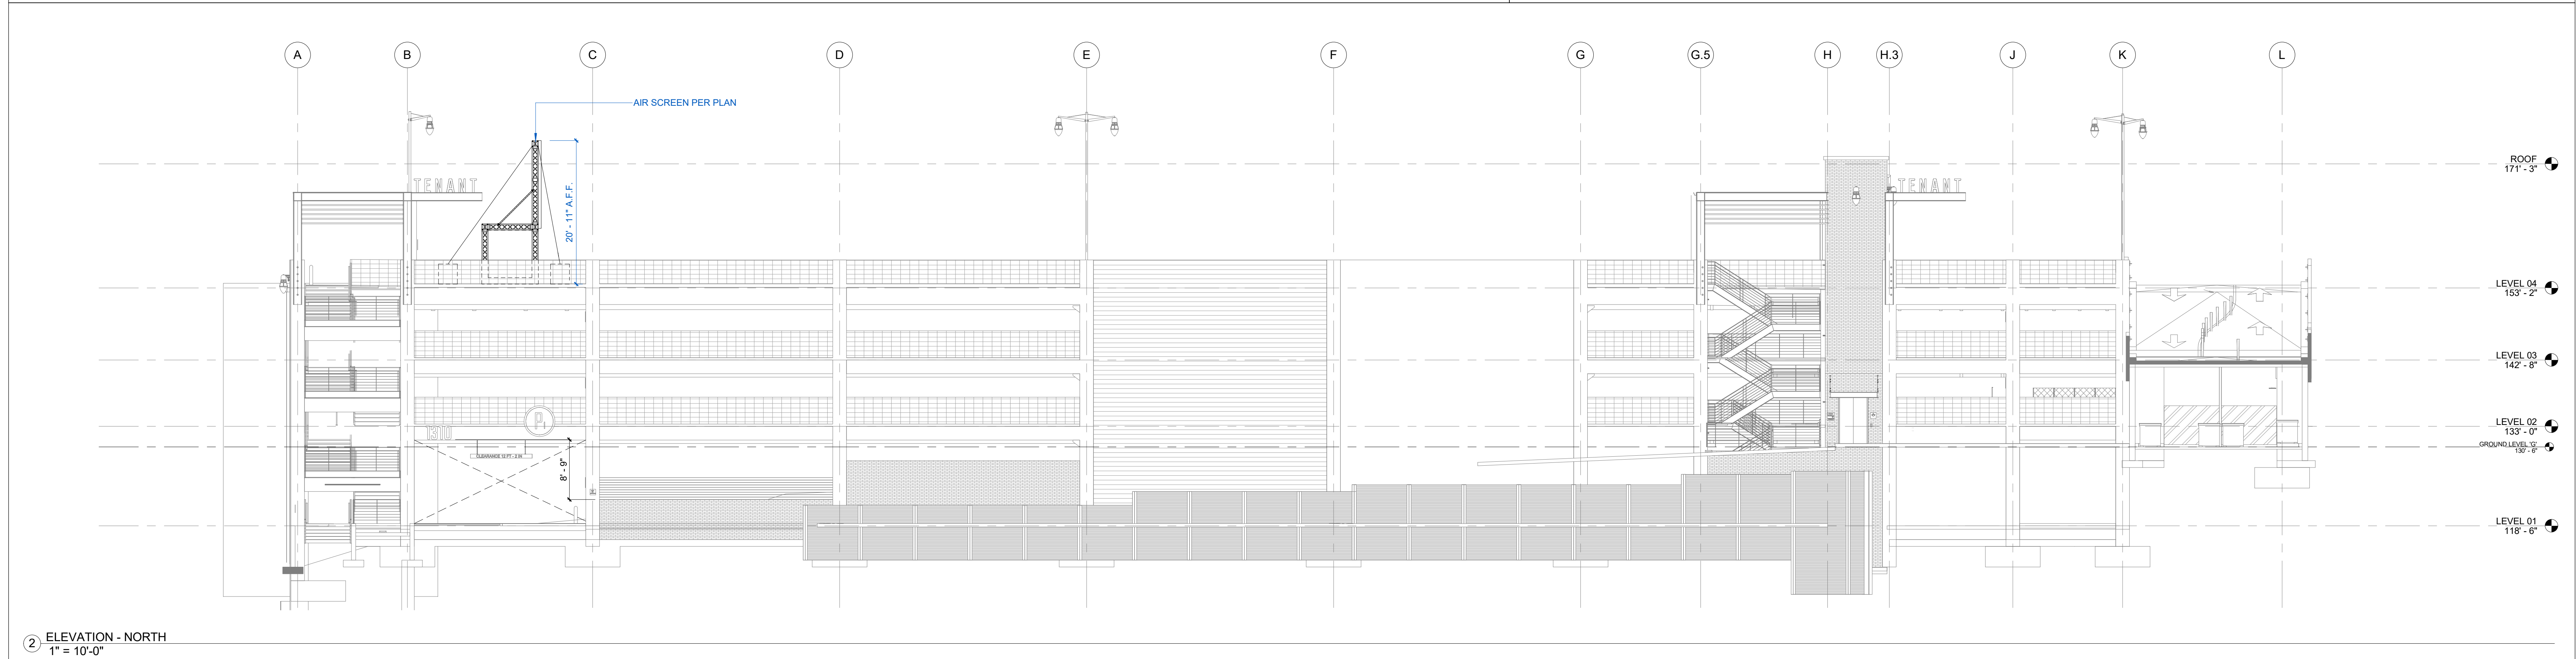 A B C D E F G G.5 H H.3 J K L
AIR SCREEN PER PLAN
20' - 11" A.F.F.
TENANT
TENANT
ROOF
171' - 3"
LEVEL 04
153' - 2"
LEVEL 03
142' - 8"
LEVEL 02
133' - 0"
GROUND LEVEL 'G'
130' - 6"
LEVEL 01
118' - 6"
P
1310
8' - 9"
2
ELEVATION - NORTH
1" = 10'-0"